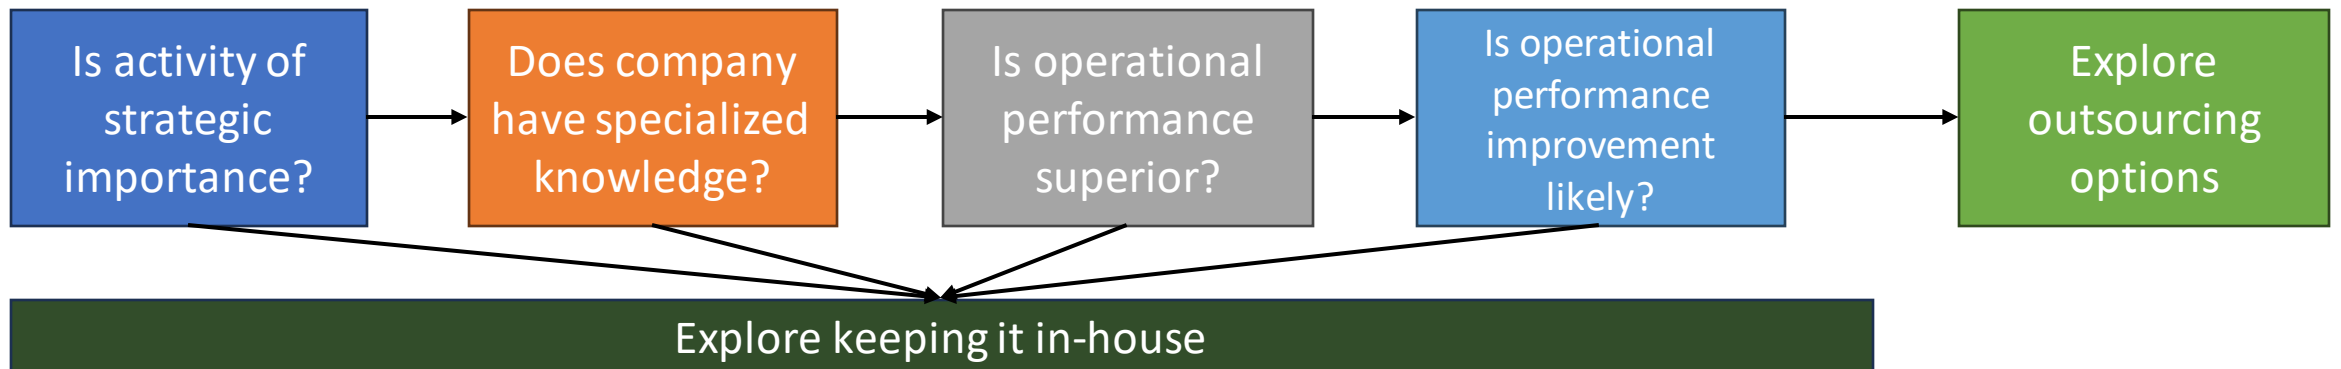 Is activity of
strategic
importance?
Does company
have specialized
knowledge?
Is operational
performance
superior?
Is operational
performance
improvement
likely?
Explore
outsourcing
options
Explore keeping it in-house